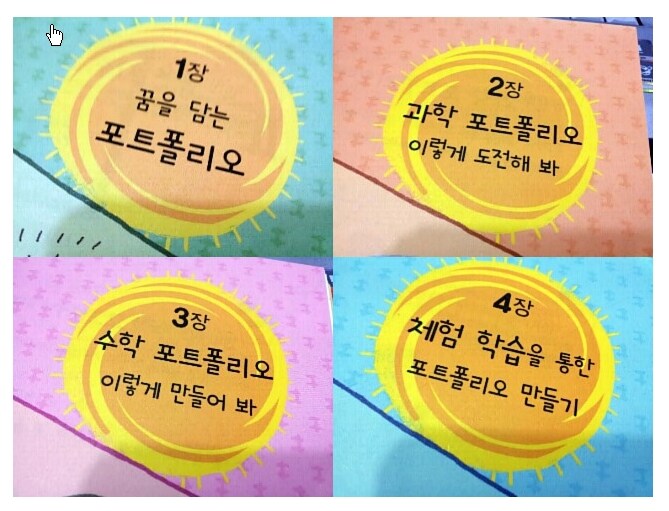 1장
꿈을 담는
포트폴리오
2장
과학 포트폴리오
이렇게 도전해 봐
3장
수학 포트폴리오
이렇게 만들어 봐
4장
체험 학습을 통한
포트폴리오 만들기